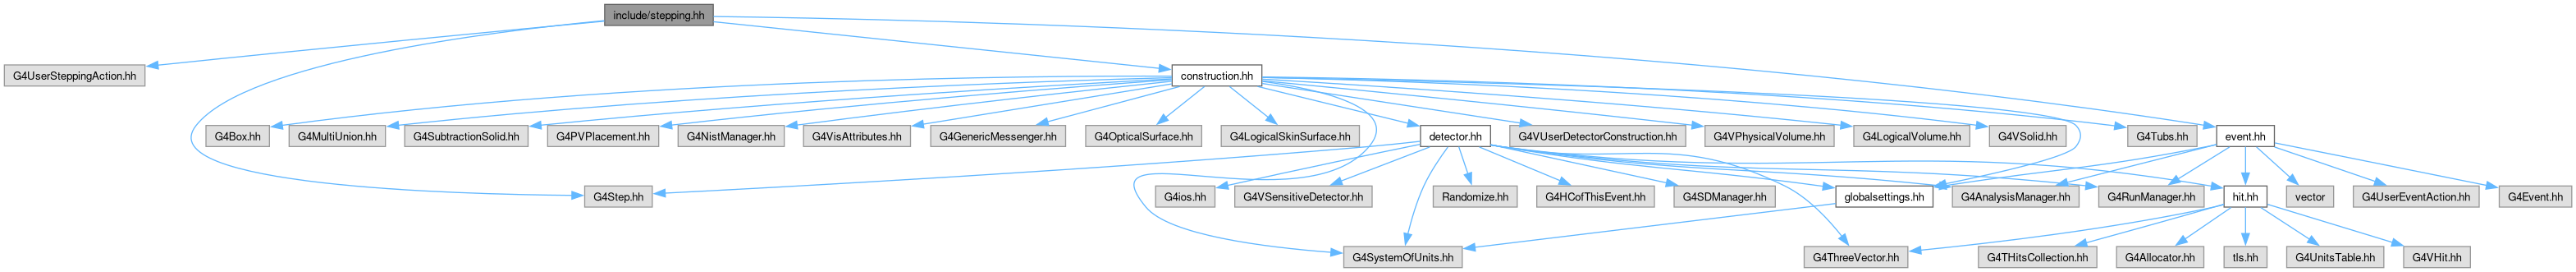 include/stepping.hh
G4UserSteppingAction.hh
construction.hh
G4Box.hh
G4MultiUnion.hh
G4SubtractionSolid.hh
G4PVPlacement.hh
G4NistManager.hh
G4VisAttributes.hh
G4GenericMessenger.hh
G4OpticalSurface.hh
G4LogicalSkinSurface.hh
detector.hh
G4VUserDetectorConstruction.hh
G4VPhysicalVolume.hh
G4LogicalVolume.hh
G4VSolid.hh
G4Tubs.hh
event.hh
G4Step.hh
G4ios.hh
G4VSensitiveDetector.hh
Randomize.hh
G4HCofThisEvent.hh
G4SDManager.hh
globalsettings.hh
G4AnalysisManager.hh
G4RunManager.hh
hit.hh
vector
G4UserEventAction.hh
G4Event.hh
G4SystemOfUnits.hh
G4ThreeVector.hh
G4THitsCollection.hh
G4Allocator.hh
tls.hh
G4UnitsTable.hh
G4VHit.hh